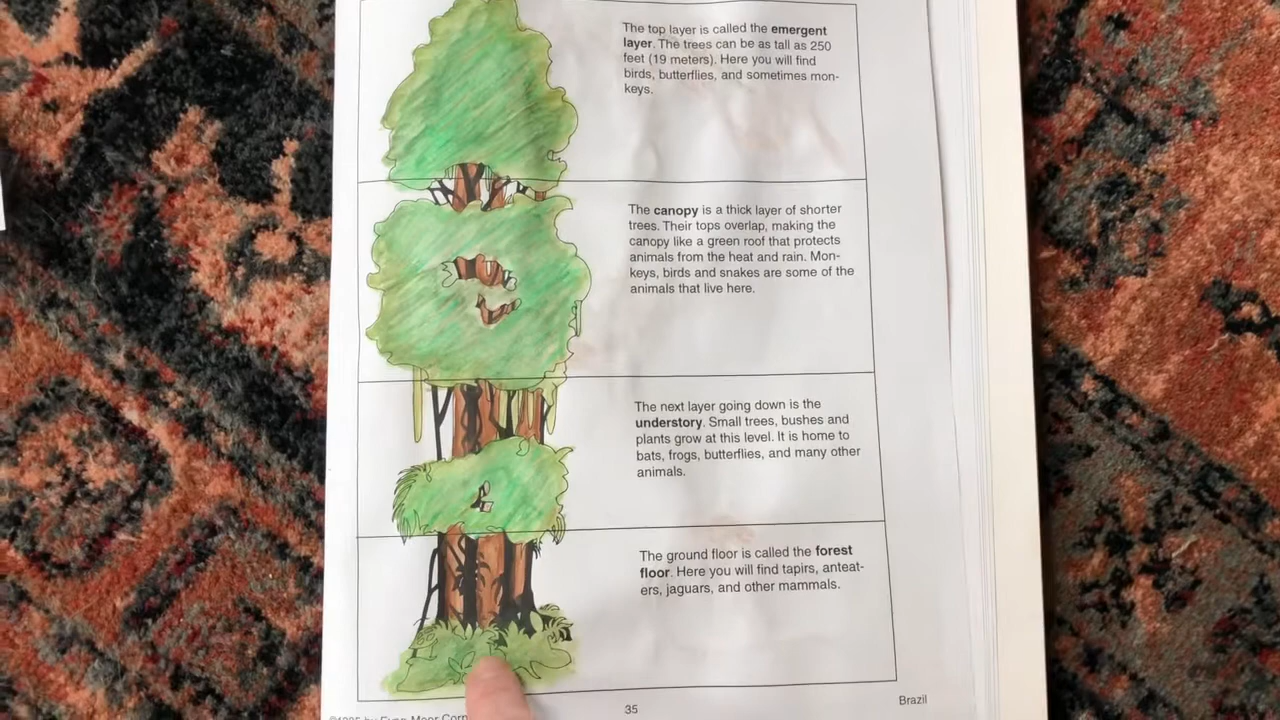 The top layer is called the emergent
layer. The trees can be as tall as 250
feet (19 meters). Here you will find
birds, butterflies, and sometimes mon-
keys.
The canopy is a thick layer of shorter
trees. Their tops overlap, making the
canopy like a green roof that protects
animals from the heat and rain. Mon-
keys, birds and snakes are some of the
animals that live here.
The next layer going down is the
understory. Small trees, bushes and
plants grow at this level. It is home to
bats, frogs, butterflies, and many other
animals.
The ground floor is called the forest
floor. Here you will find tapirs, anteat-
ers, jaguars, and other mammals.
by Moor
35
Brazil